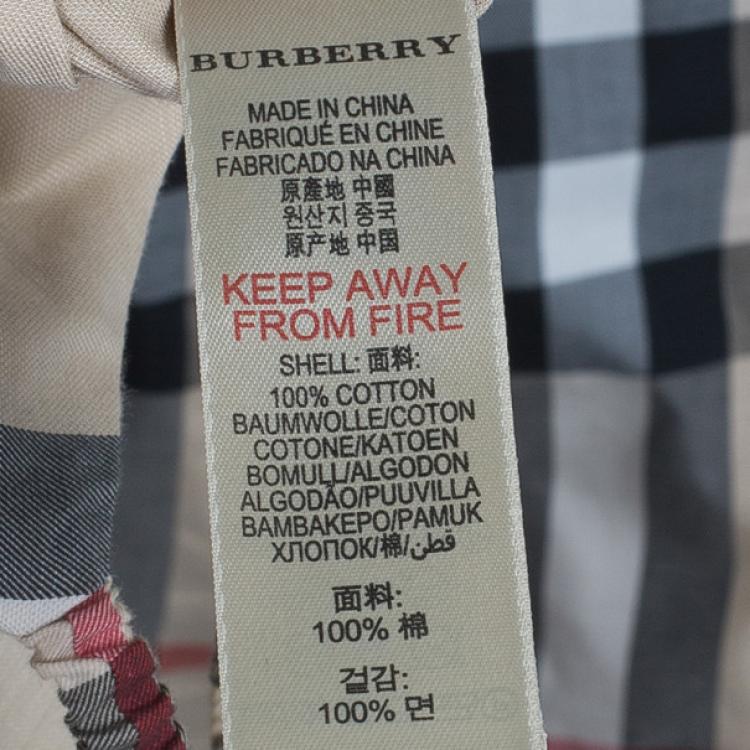 BURBERRY
MADE IN CHINA
FABRIQUÉ EN CHINE
FABRICADO NA CHINA
原產地 中國
원산지 중국
原产地 中国
KEEP AWAY
FROM FIRE
SHELL: 面料:
100% COTTON
BAUMWOLLE/COTON
COTONE/KATOEN
BOMULL/ALGODON
ALGODÃO/PUUVILLA
BAMBAKEPO/PAMUK
ХЛОПОК/棉/قطن
面料:
100% 棉
겉감:
100% 면